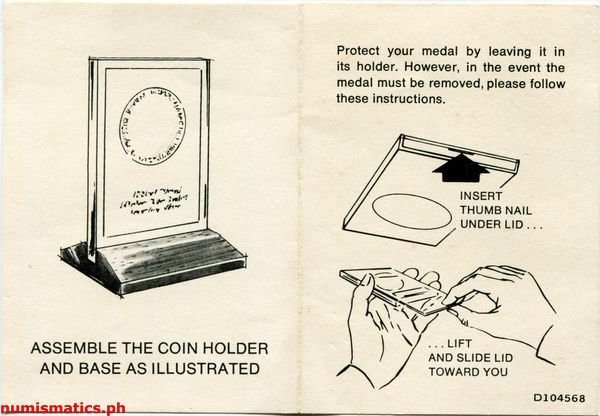 ASSEMBLE THE COIN HOLDER
AND BASE AS ILLUSTRATED
Protect your medal by leaving it in
its holder. However, in the event the
medal must be removed, please follow
these instructions.
INSERT
THUMB NAIL
UNDER LID . . .
. . . LIFT
AND SLIDE LID
TOWARD YOU
D104568
numismatics.ph